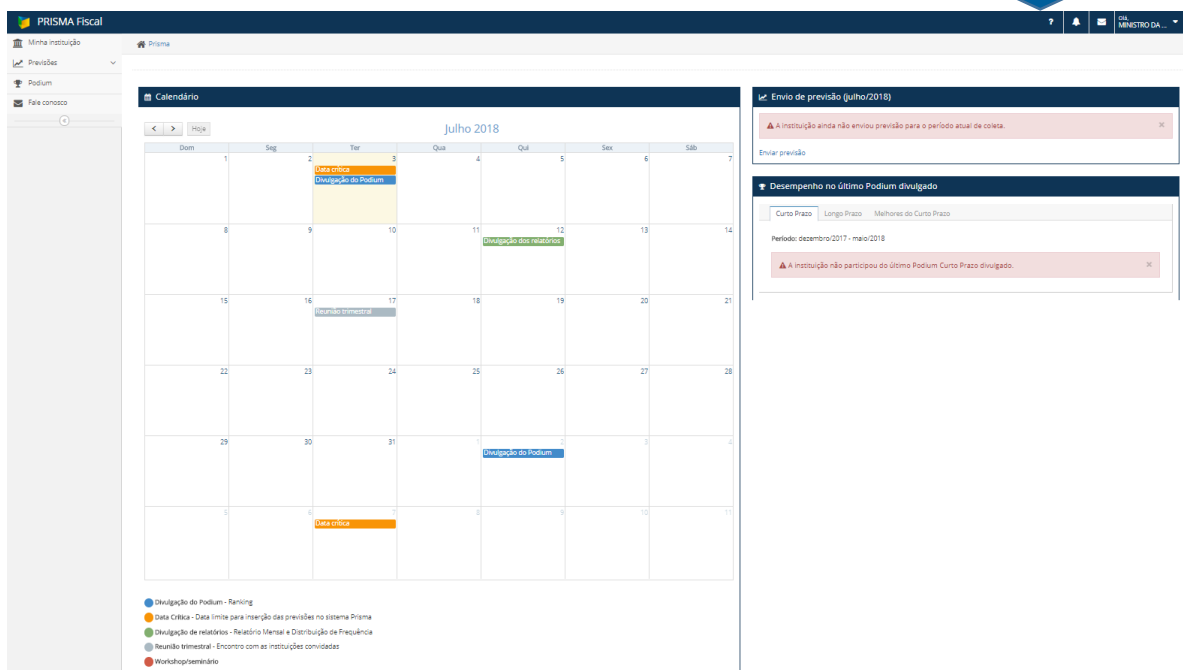 PRISMA Fiscal
?
Olá,
MINISTRO DA ...
Minha instituição
Previsões
Podium
Fale conosco
Prisma
Calendário
< > Hoje
Julho 2018
Dom Seg Ter Qua Qui Sex Sáb
1 2 3 4 5 6 7
Data crítica
Divulgação do Podium
8 9 10 11 12 13 14
Divulgação dos relatórios
15 16 17 18 19 20 21
Reunião trimestral
22 23 24 25 26 27 28
29 30 31 1 2 3 4
Divulgação do Podium
5 6 7 8 9 10 11
Data crítica
Divulgação do Podium - Ranking
Data Crítica - Data limite para inserção das previsões no sistema Prisma
Divulgação de relatórios - Relatório Mensal e Distribuição de Frequência
Reunião trimestral - Encontro com as instituições convidadas
Workshop/seminário
Envio de previsão (julho/2018)
A instituição ainda não enviou previsão para o período atual de coleta. ×
Enviar previsão
Desempenho no último Podium divulgado
Curto Prazo Longo Prazo Melhores do Curto Prazo
Período: dezembro/2017 - maio/2018
A instituição não participou do último Podium Curto Prazo divulgado. ×